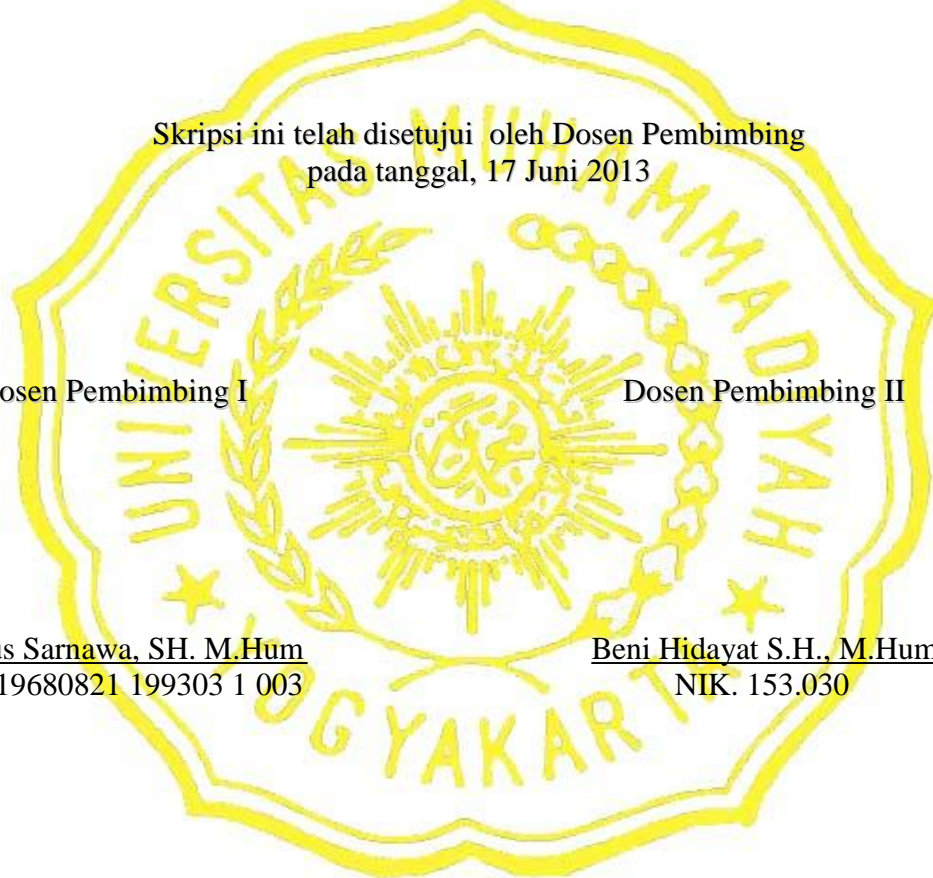 Skripsi ini telah disetujui oleh Dosen Pembimbing
pada tanggal, 17 Juni 2013
UNIVERSITAS MUHAMMADIYAH
osen Pembimbing I
Dosen Pembimbing II
us Sarnawa, SH. M.Hum
Beni Hidayat S.H., M.Hum
19680821 199303 1 003
NIK. 153.030
YOGYAKARTA